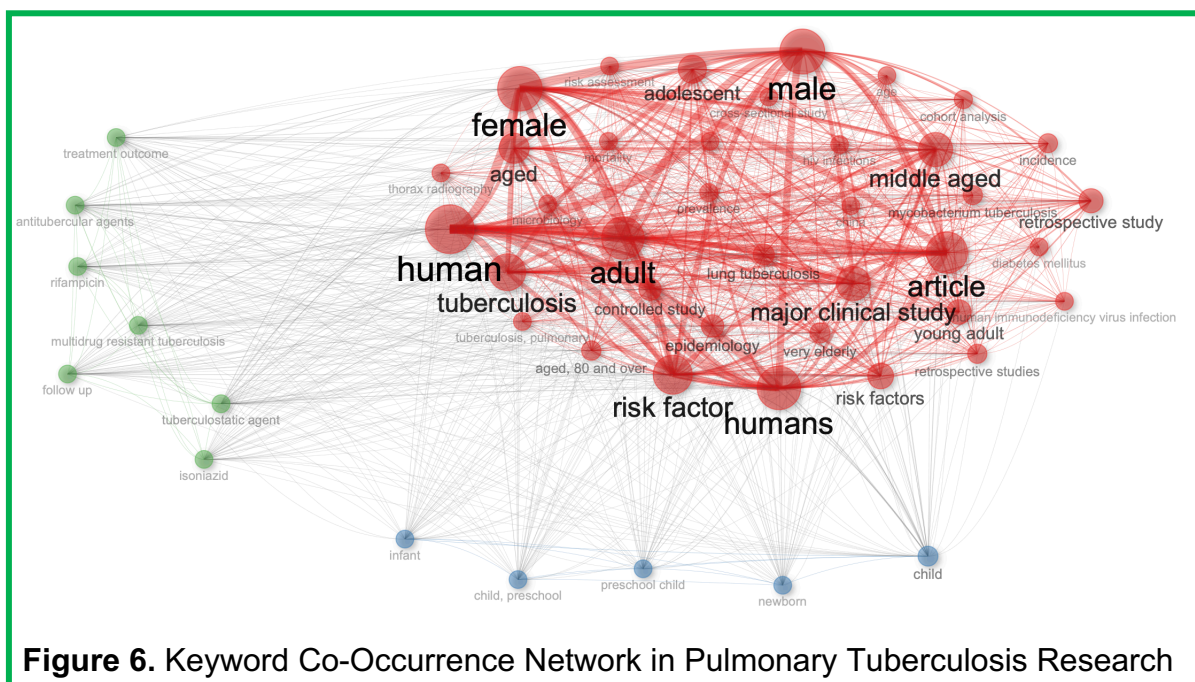 male
risk assessment
adolescent
age
cross-sectional study
cohort analysis
female
treatment outcome
mortality
hiv infections
incidence
aged
thorax radiography
middle aged
antitubercular agents
microbiology
prevalence
china
mycobacterium tuberculosis
retrospective study
rifampicin
human
adult
lung tuberculosis
article
diabetes mellitus
tuberculosis
controlled study
major clinical study
human immunodeficiency virus infection
multidrug resistant tuberculosis
tuberculosis, pulmonary
epidemiology
very elderly
young adult
follow up
aged, 80 and over
retrospective studies
risk factor
humans
risk factors
tuberculostatic agent
isoniazid
infant
child, preschool
preschool child
newborn
child
Figure 6. Keyword Co-Occurrence Network in Pulmonary Tuberculosis Research